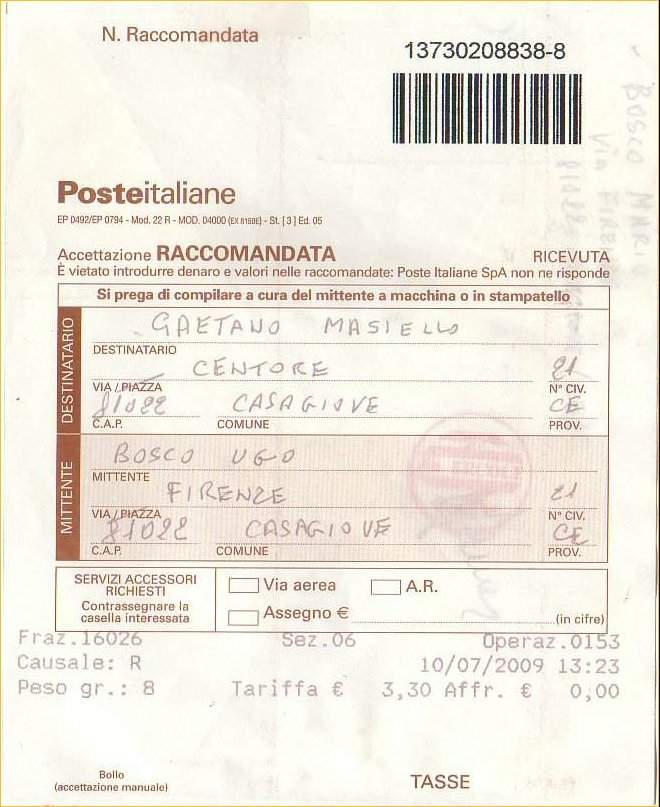 N. Raccomandata
13730208838-8
BOSCO MARIO
Via FIRENZE
Posteitaliane
EP 0492/EP 0794 - Mod. 22 R - MOD. 04000 (EX 8160E) - St. [ 3 ] Ed. 05
Accettazione RACCOMANDATA RICEVUTA
È vietato introdurre denaro e valori nelle raccomandate: Poste Italiane SpA non ne risponde
Si prega di compilare a cura del mittente a macchina o in stampatello
DESTINATARIO
GAETANO MASIELLO
DESTINATARIO
CENTORE 21
VIA / PIAZZA N° CIV.
81022 CASAGIOVE CE
C.A.P. COMUNE PROV.
MITTENTE
BOSCO UGO
MITTENTE
FIRENZE 21
VIA / PIAZZA N° CIV.
81022 CASAGIOVE CE
C.A.P. COMUNE PROV.
SERVIZI ACCESSORI
RICHIESTI
Contrassegnare la
casella interessata
Via aerea A.R.
Assegno € (in cifre)
Fraz.16026 Sez.06 Operaz.0153
Causale: R 10/07/2009 13:23
Peso gr.: 8 Tariffa € 3,30 Affr. € 0,00
Bollo
(accettazione manuale)
TASSE